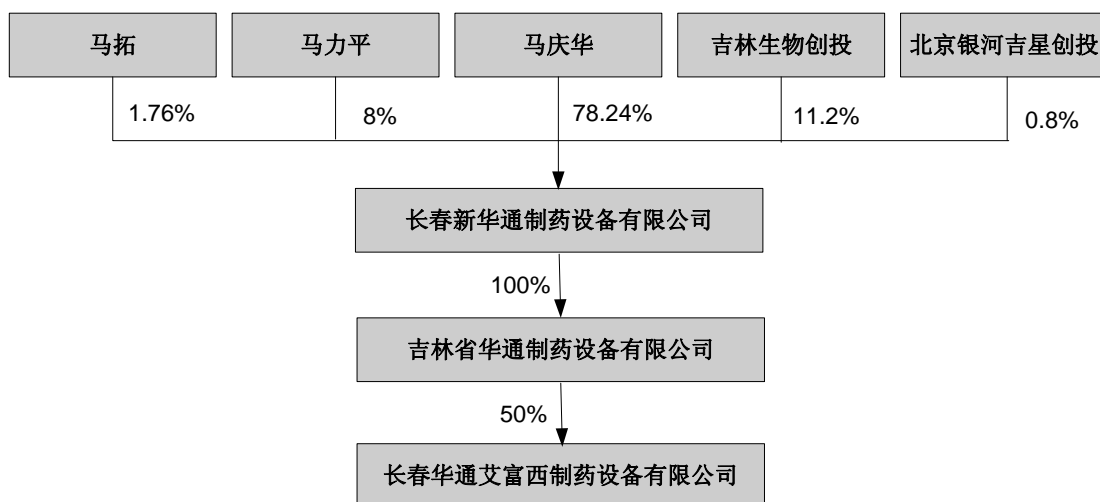 马拓
马力平
马庆华
吉林生物创投
北京银河吉星创投
1.76%
8%
78.24%
11.2%
0.8%
长春新华通制药设备有限公司
100%
吉林省华通制药设备有限公司
50%
长春华通艾富西制药设备有限公司